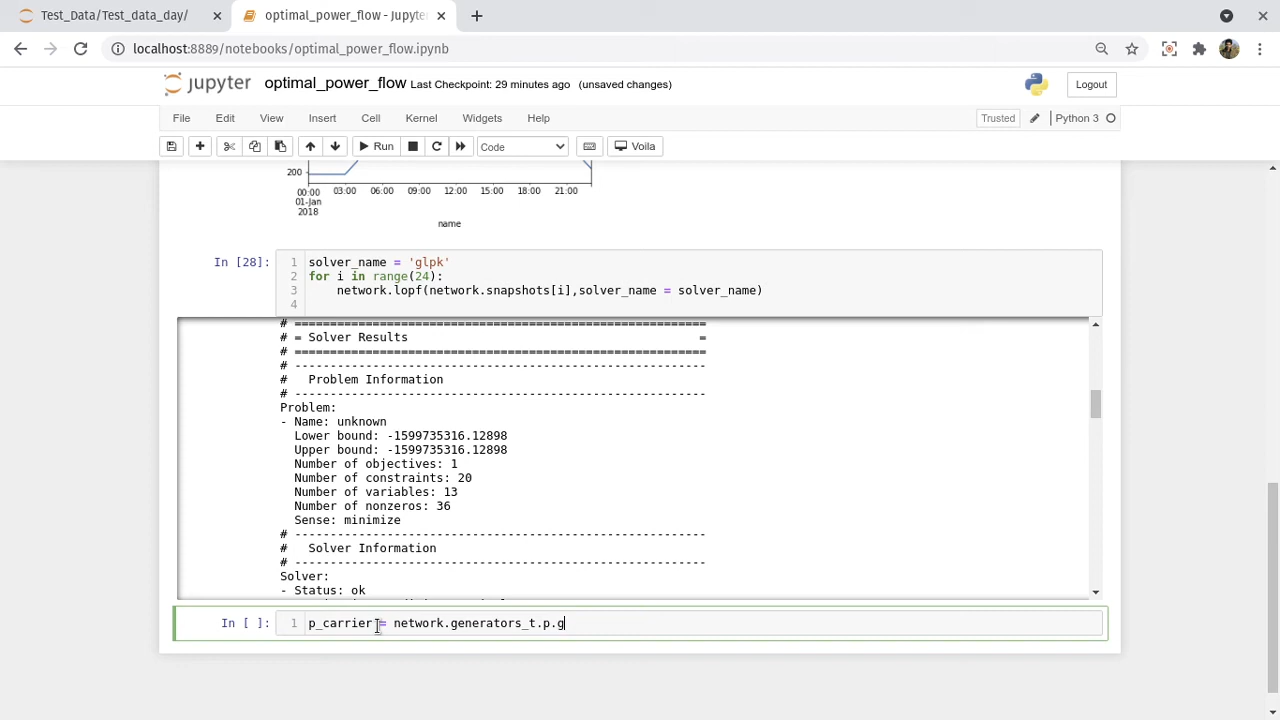 Test_Data/Test_data_day/
optimal_power_flow - Jupyte
localhost:8889/notebooks/optimal_power_flow.ipynb
jupyter optimal_power_flow Last Checkpoint: 29 minutes ago (unsaved changes) Logout
File Edit View Insert Cell Kernel Widgets Help Trusted Python 3
Run Code Voila
200
00:00 03:00 06:00 09:00 12:00 15:00 18:00 21:00
01-Jan
2018
name
In [28]: 1 solver_name = 'glpk'
2 for i in range(24):
3 network.lopf(network.snapshots[i],solver_name = solver_name)
4
# ==========================================================
# = Solver Results =
# ==========================================================
# ----------------------------------------------------------
# Problem Information
# ----------------------------------------------------------
Problem:
- Name: unknown
Lower bound: -1599735316.12898
Upper bound: -1599735316.12898
Number of objectives: 1
Number of constraints: 20
Number of variables: 13
Number of nonzeros: 36
Sense: minimize
# ----------------------------------------------------------
# Solver Information
# ----------------------------------------------------------
Solver:
- Status: ok
In [ ]: 1 p_carrier = network.generators_t.p.g